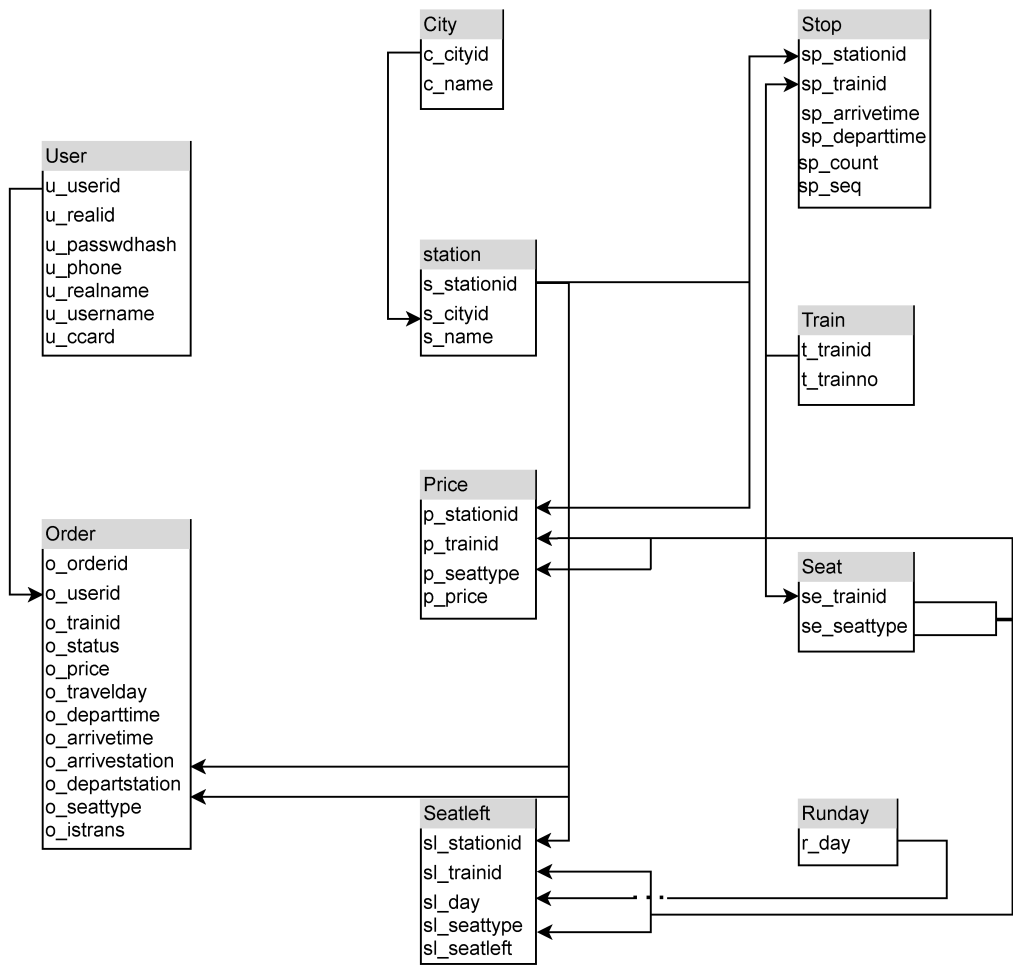 City
c_cityid
c_name
Stop
sp_stationid
sp_trainid
sp_arrivetime
sp_departtime
sp_count
sp_seq
User
u_userid
u_realid
u_passwdhash
u_phone
u_realname
u_username
u_ccard
station
s_stationid
s_cityid
s_name
Train
t_trainid
t_trainno
Price
p_stationid
p_trainid
p_seattype
p_price
Order
o_orderid
o_userid
o_trainid
o_status
o_price
o_travelday
o_departtime
o_arrivetime
o_arrivestation
o_departstation
o_seattype
o_istrans
Seat
se_trainid
se_seattype
Seatleft
sl_stationid
sl_trainid
sl_day
sl_seattype
sl_seatleft
Runday
r_day